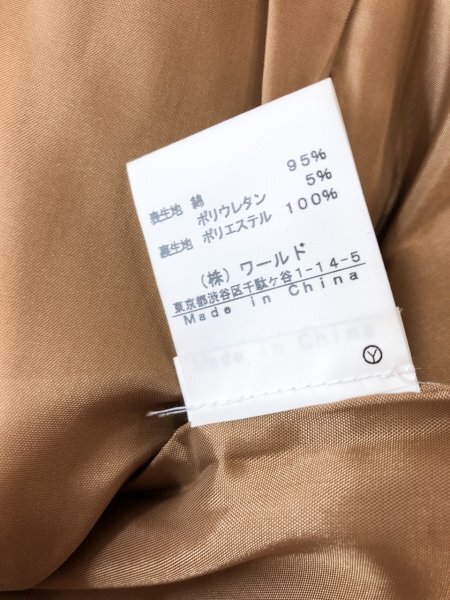 表生地 綿 95%
ポリウレタン 5%
裏生地 ポリエステル 100%
(株) ワールド
東京都渋谷区千駄ヶ谷1-14-5
Made in China
Made in China
Y